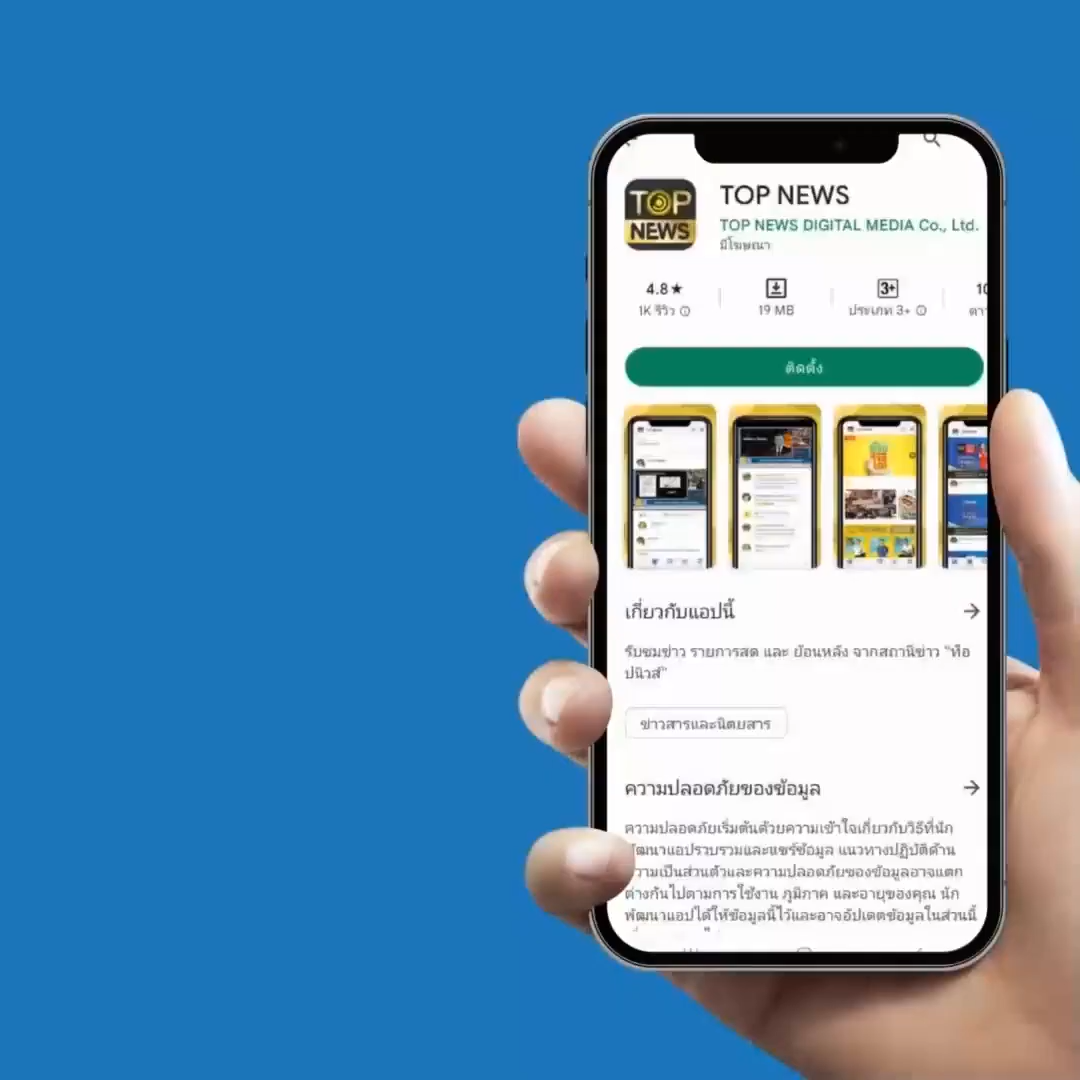 TOP
NEWS
TOP NEWS
TOP NEWS DIGITAL MEDIA Co., Ltd.
มีโฆษณา
4.8★
1K รีวิว
19 MB
3+
ประเภท 3+
ติดตั้ง
เกี่ยวกับแอปนี้ →
รับชมข่าว รายการสด และ ย้อนหลัง จากสถานีข่าว "ท็อ
ปนิวส์"
ข่าวสารและนิตยสาร
ความปลอดภัยของข้อมูล →
ความปลอดภัยเริ่มต้นด้วยความเข้าใจเกี่ยวกับวิธีที่นัก
พัฒนาแอปรวบรวมและแชร์ข้อมูล แนวทางปฏิบัติด้าน
ความเป็นส่วนตัวและความปลอดภัยของข้อมูลอาจแตก
ต่างกันไปตามการใช้งาน ภูมิภาค และอายุของคุณ นัก
พัฒนาแอปได้ให้ข้อมูลนี้ไว้และอาจอัปเดตข้อมูลในส่วนนี้